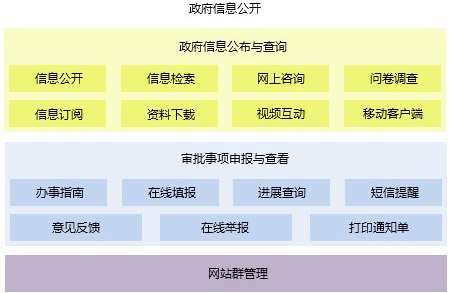 政府信息公开
政府信息公布与查询
信息公开 信息检索 网上咨询 问卷调查
信息订阅 资料下载 视频互动 移动客户端
审批事项申报与查看
办事指南 在线填报 进展查询 短信提醒
意见反馈 在线举报 打印通知单
网站群管理